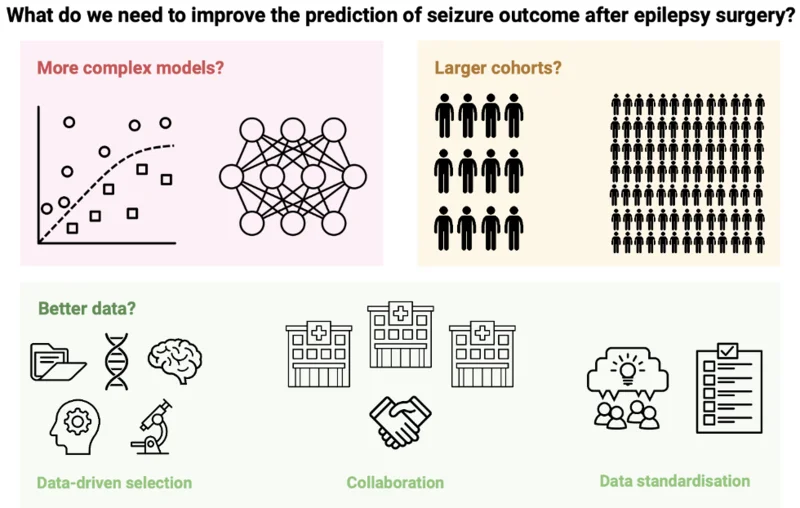 What do we need to improve the prediction of seizure outcome after epilepsy surgery?
More complex models?
Larger cohorts?
Better data?
Data-driven selection
Collaboration
Data standardisation